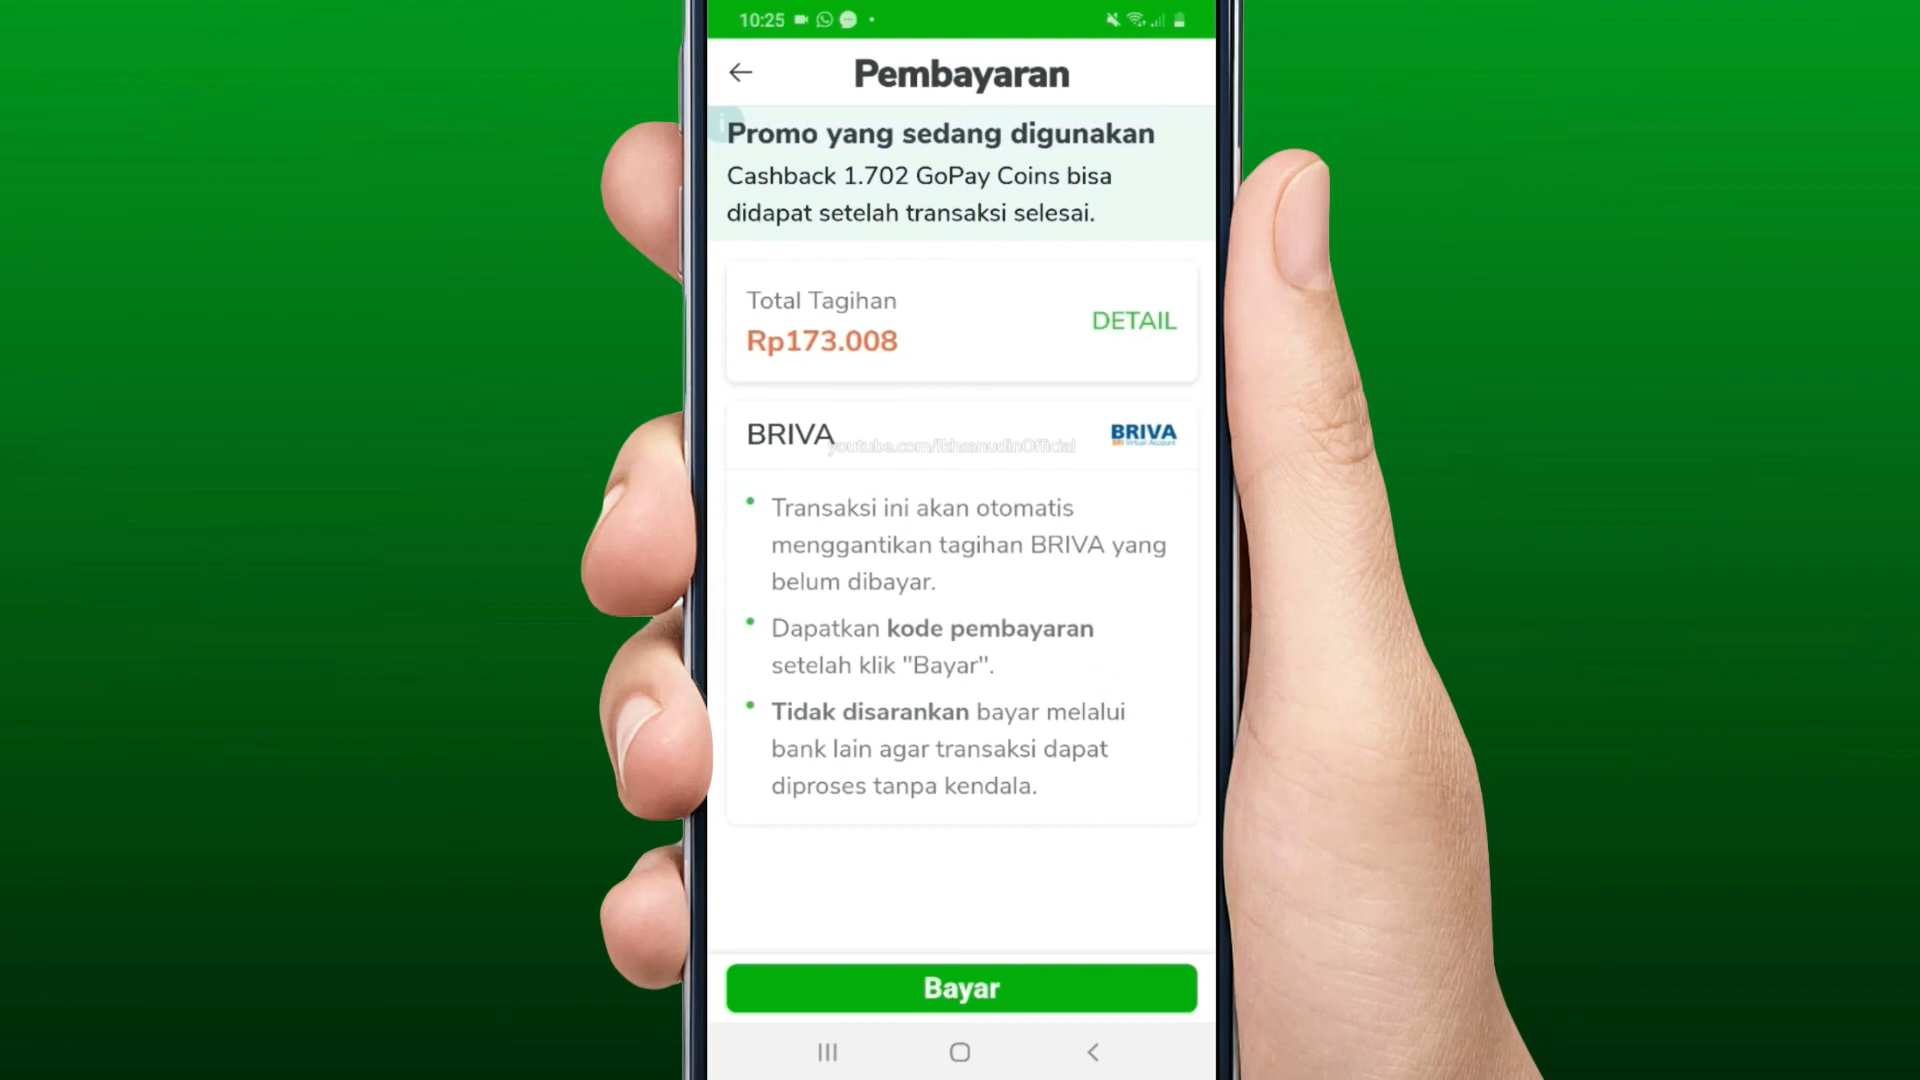 10:25
Pembayaran
Promo yang sedang digunakan
Cashback 1.702 GoPay Coins bisa
didapat setelah transaksi selesai.
Total Tagihan
Rp173.008
DETAIL
BRIVA
youtube.com/IkhsanudinOfficial
BRIVA
BRI Virtual Account
Transaksi ini akan otomatis
menggantikan tagihan BRIVA yang
belum dibayar.
Dapatkan kode pembayaran
setelah klik "Bayar".
Tidak disarankan bayar melalui
bank lain agar transaksi dapat
diproses tanpa kendala.
Bayar